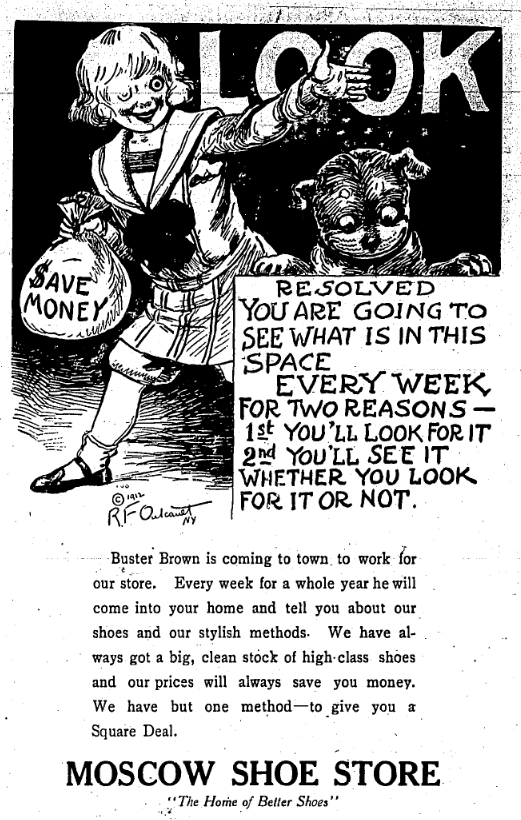 LOOK
$AVE
MONEY
RESOLVED
YOU ARE GOING TO
SEE WHAT IS IN THIS
SPACE
EVERY WEEK
FOR TWO REASONS —
1st YOU'LL LOOK FOR IT
2nd YOU'LL SEE IT
WHETHER YOU LOOK
FOR IT OR NOT.
© 1912
R.F. Outcault
NY
Buster Brown is coming to town to work for
our store. Every week for a whole year he will
come into your home and tell you about our
shoes and our stylish methods. We have al-
ways got a big, clean stock of high-class shoes
and our prices will always save you money.
We have but one method—to give you a
Square Deal.
MOSCOW SHOE STORE
"The Home of Better Shoes"